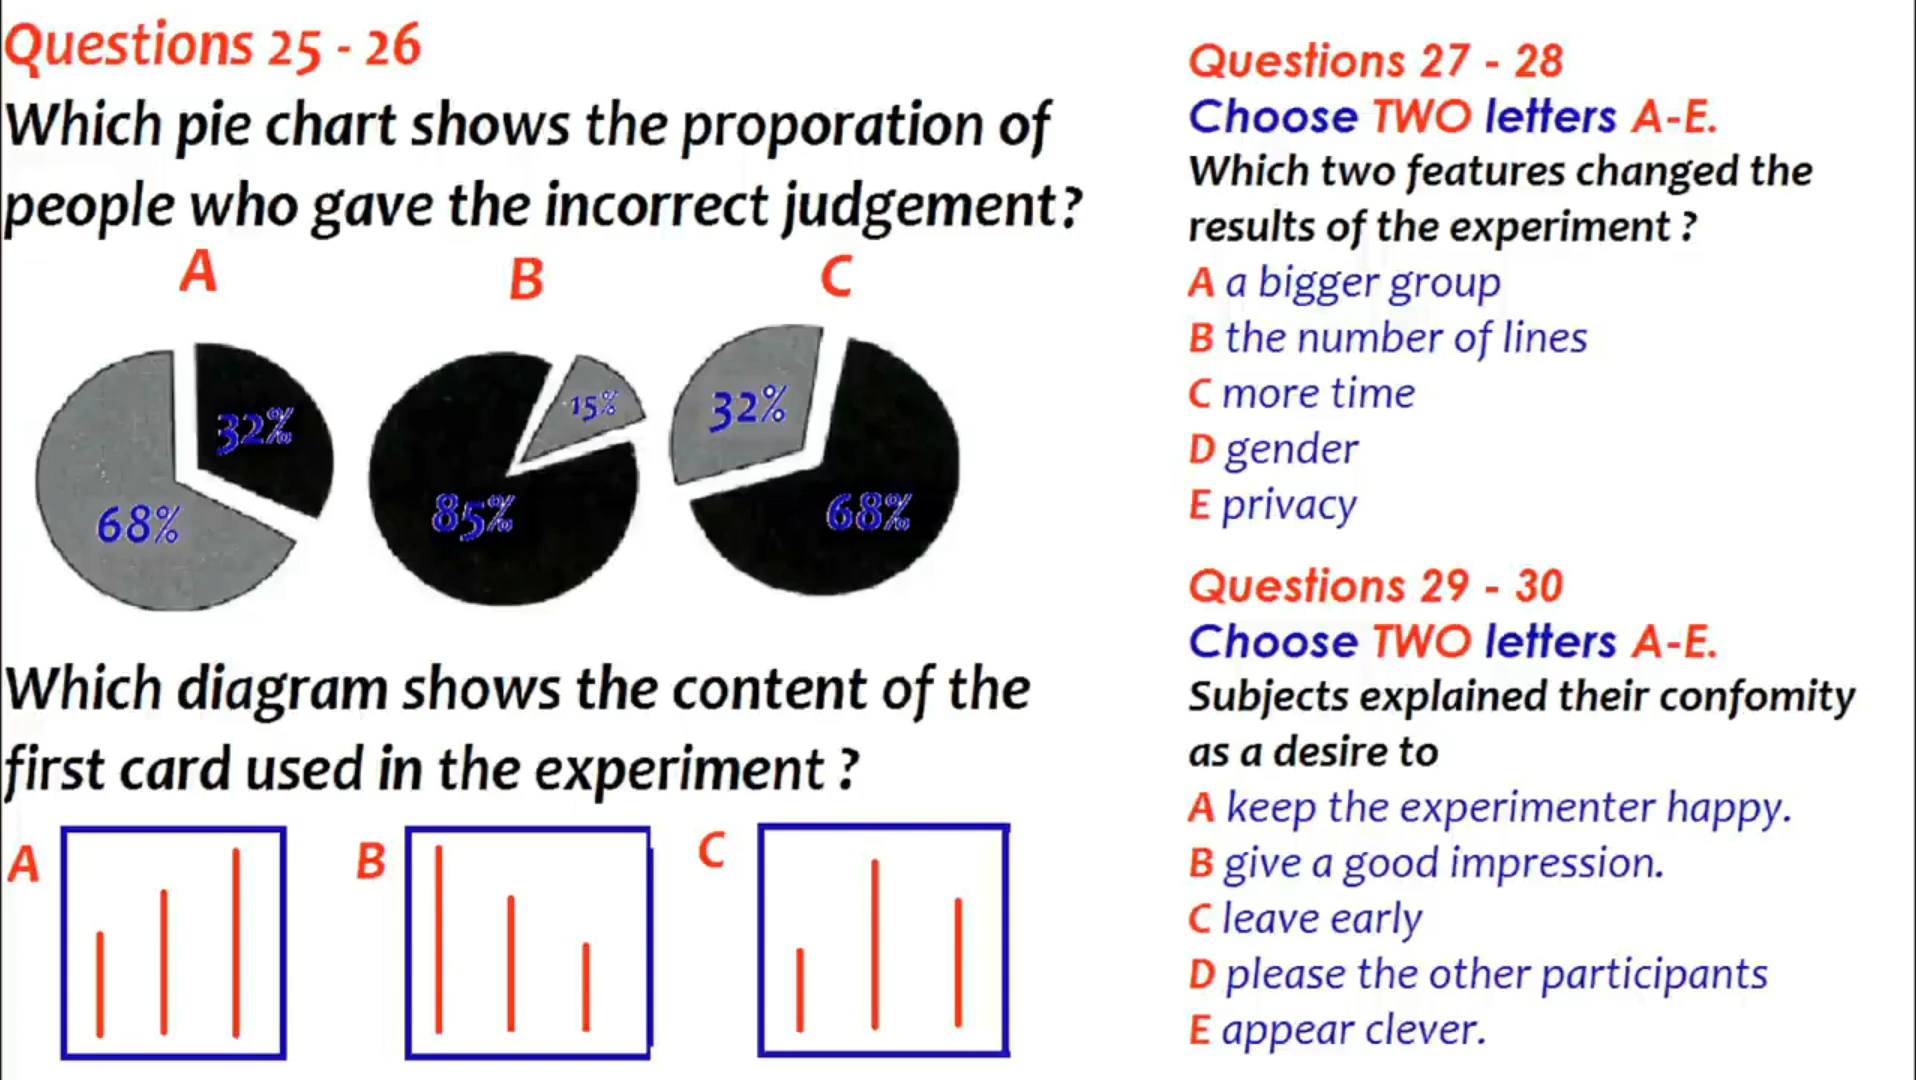 Questions 25 - 26
Which pie chart shows the proporation of
people who gave the incorrect judgement?
A
B
C
32%
68%
15%
85%
32%
68%
Which diagram shows the content of the
first card used in the experiment ?
A
B
C
Questions 27 - 28
Choose TWO letters A-E.
Which two features changed the
results of the experiment ?
A a bigger group
B the number of lines
C more time
D gender
E privacy
Questions 29 - 30
Choose TWO letters A-E.
Subjects explained their confomity
as a desire to
A keep the experimenter happy.
B give a good impression.
C leave early
D please the other participants
E appear clever.